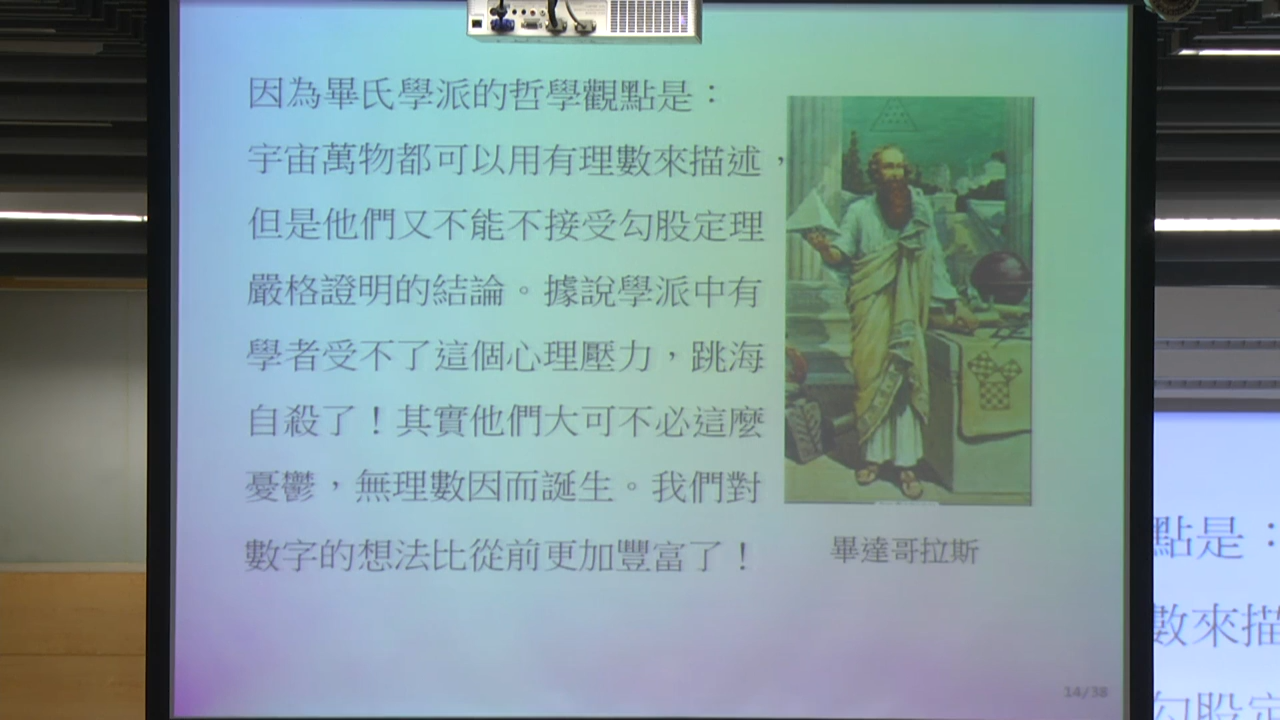 因為畢氏學派的哲學觀點是：
宇宙萬物都可以用有理數來描述，
但是他們又不能不接受勾股定理
嚴格證明的結論。據說學派中有
學者受不了這個心理壓力，跳海
自殺了！其實他們大可不必這麼
憂鬱，無理數因而誕生。我們對
數字的想法比從前更加豐富了！
畢達哥拉斯
14/38
點是：
數來描
勾股定